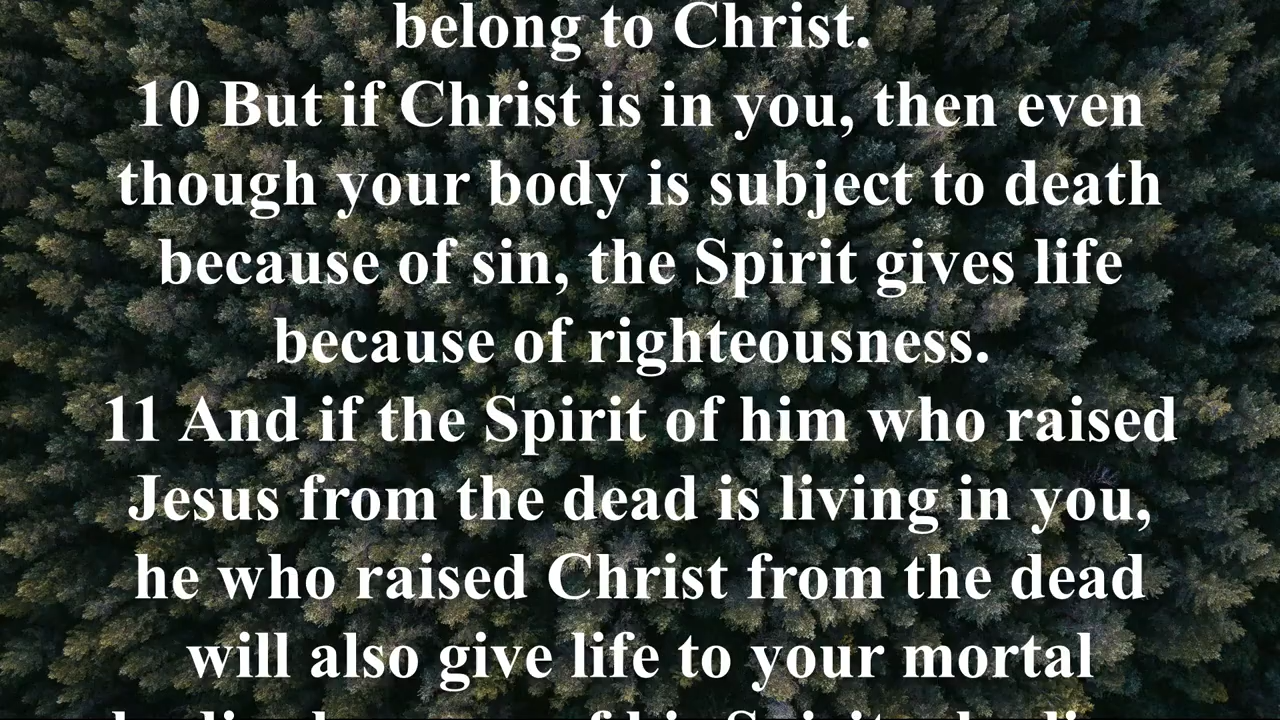 belong to Christ.
10 But if Christ is in you, then even
though your body is subject to death
because of sin, the Spirit gives life
because of righteousness.
11 And if the Spirit of him who raised
Jesus from the dead is living in you,
he who raised Christ from the dead
will also give life to your mortal